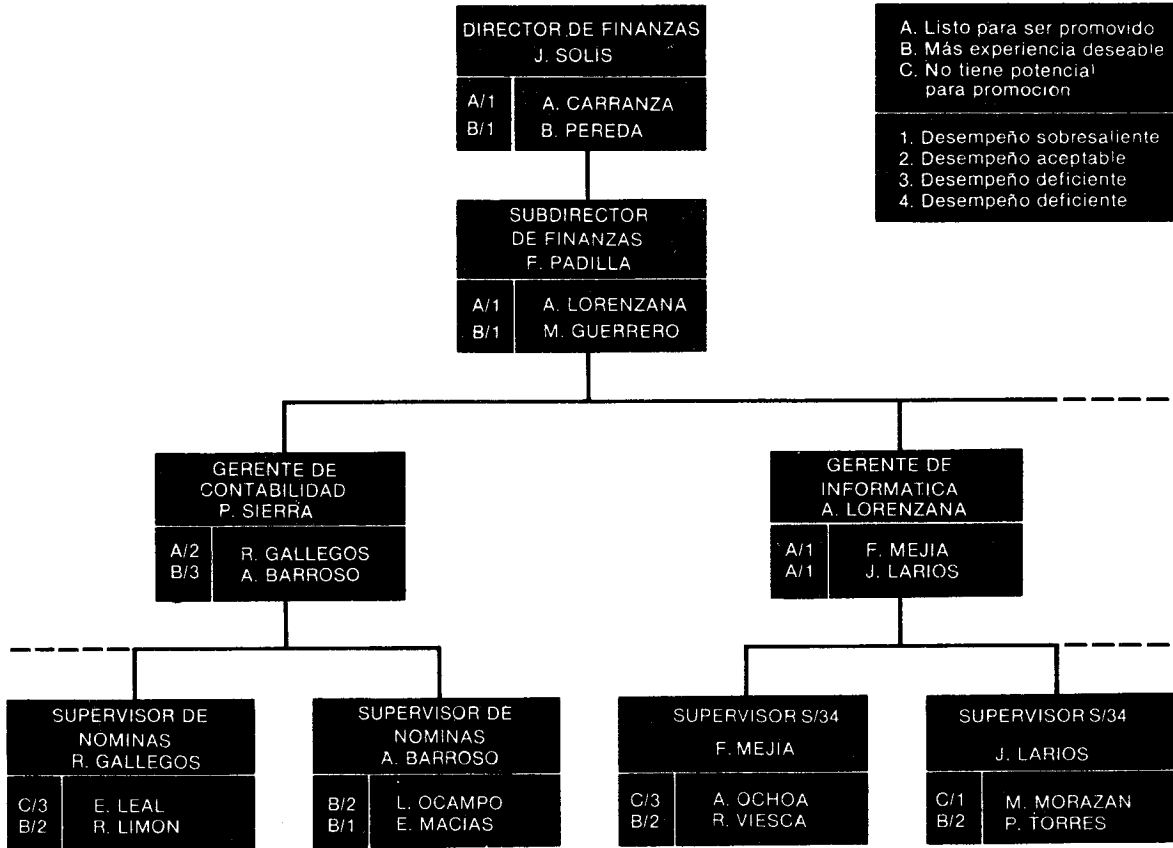 DIRECTOR DE FINANZAS
J. SOLIS
A/1 A. CARRANZA
B/1 B. PEREDA
A. Listo para ser promovido
B. Más experiencia deseable
C. No tiene potencial
para promoción
1. Desempeño sobresaliente
2. Desempeño aceptable
3. Desempeño deficiente
4. Desempeño deficiente
SUBDIRECTOR
DE FINANZAS
F. PADILLA
A/1 A. LORENZANA
B/1 M. GUERRERO
GERENTE DE
CONTABILIDAD
P. SIERRA
A/2 R. GALLEGOS
B/3 A. BARROSO
GERENTE DE
INFORMATICA
A. LORENZANA
A/1 F. MEJIA
A/1 J. LARIOS
SUPERVISOR DE
NOMINAS
R. GALLEGOS
C/3 E. LEAL
B/2 R. LIMON
SUPERVISOR DE
NOMINAS
A. BARROSO
B/2 L. OCAMPO
B/1 E. MACIAS
SUPERVISOR S/34
F. MEJIA
C/3 A. OCHOA
B/2 R. VIESCA
SUPERVISOR S/34
J. LARIOS
C/1 M. MORAZAN
B/2 P. TORRES